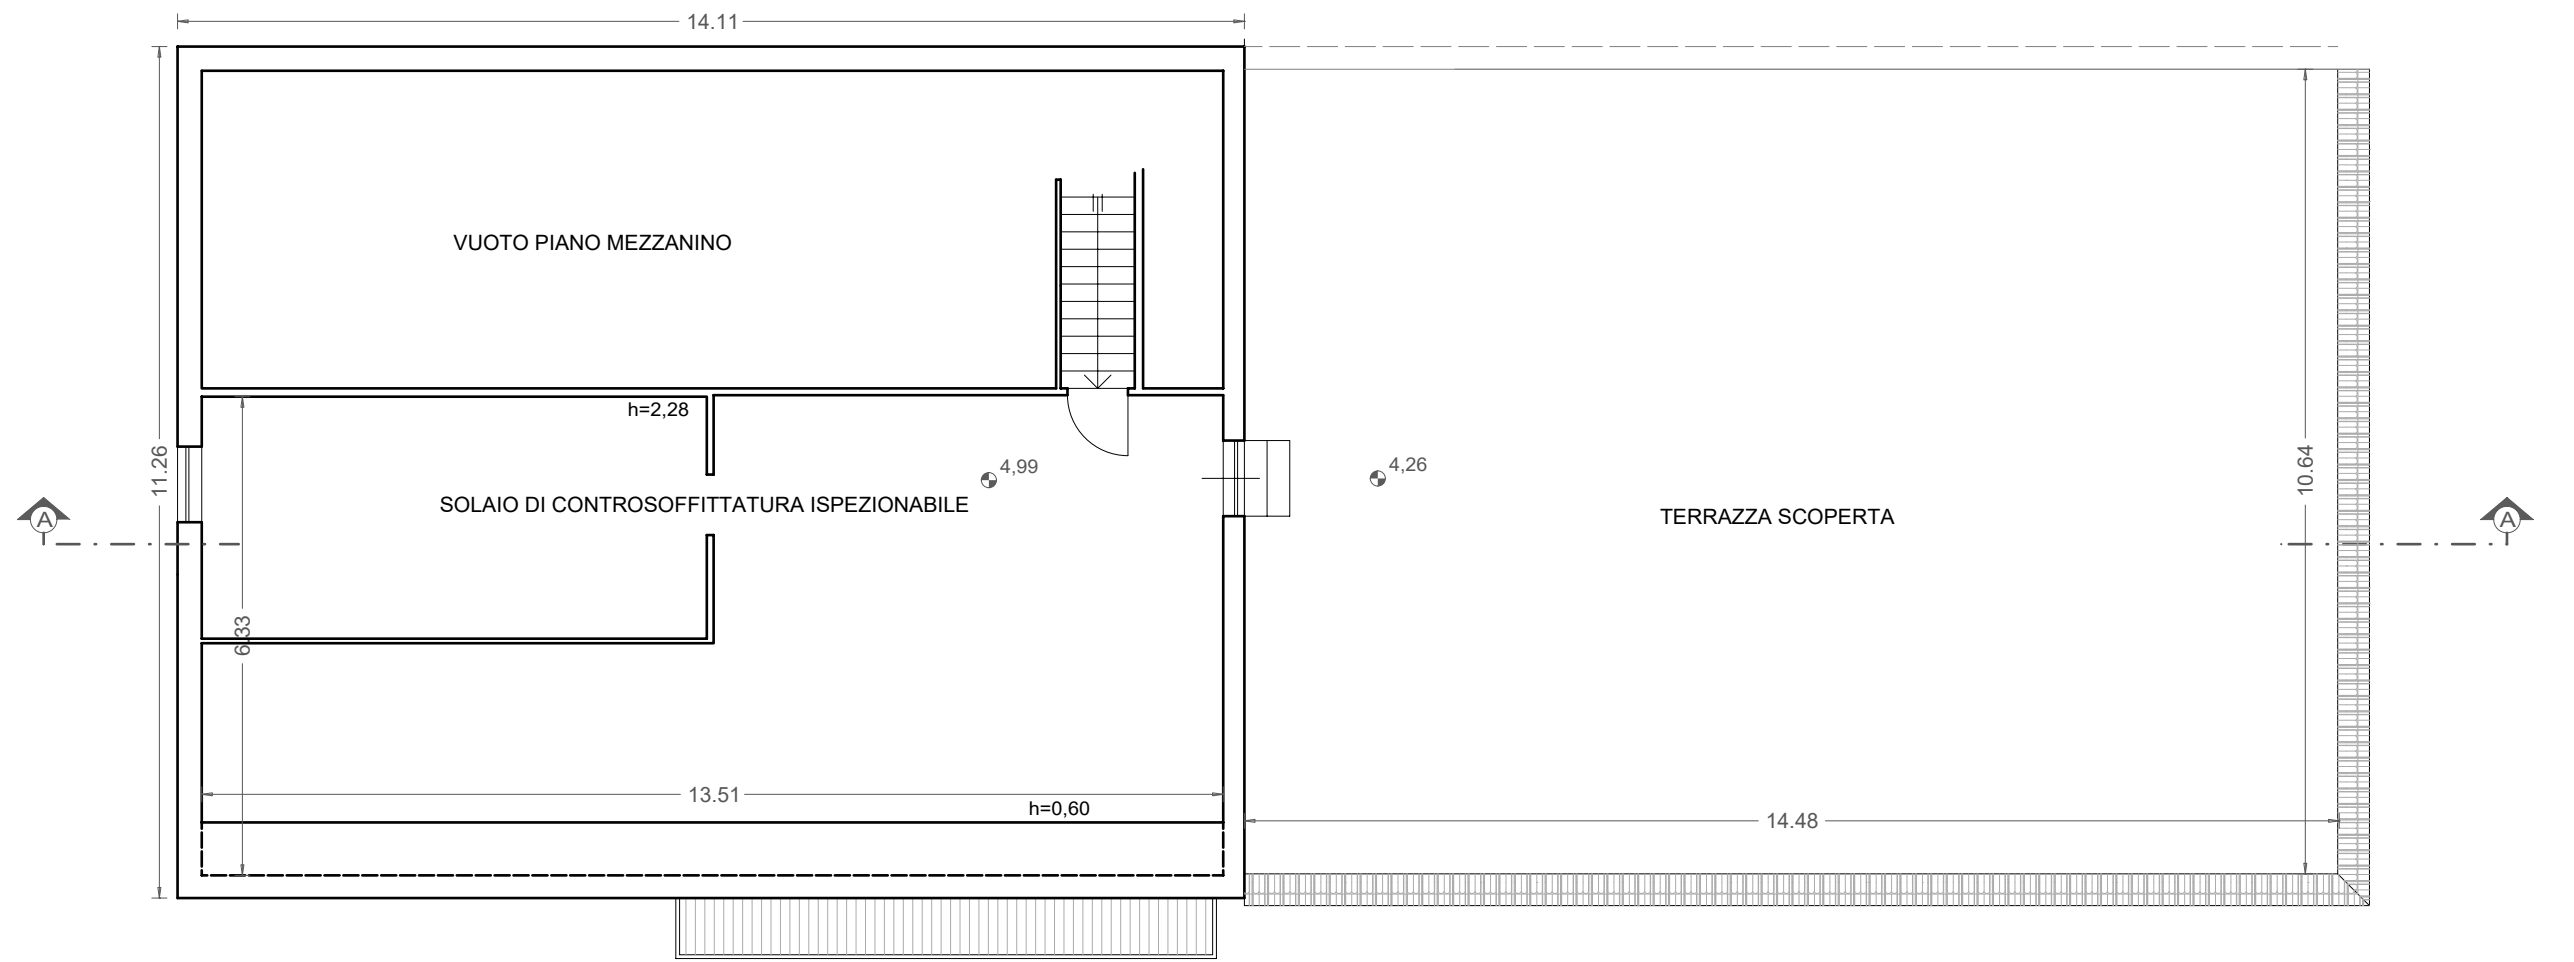 14.11
VUOTO PIANO MEZZANINO
h=2,28
11.26
4,99
4,26
10.64
SOLAIO DI CONTROSOFFITTATURA ISPEZIONABILE
TERRAZZA SCOPERTA
A
A
6.33
13.51
h=0,60
14.48